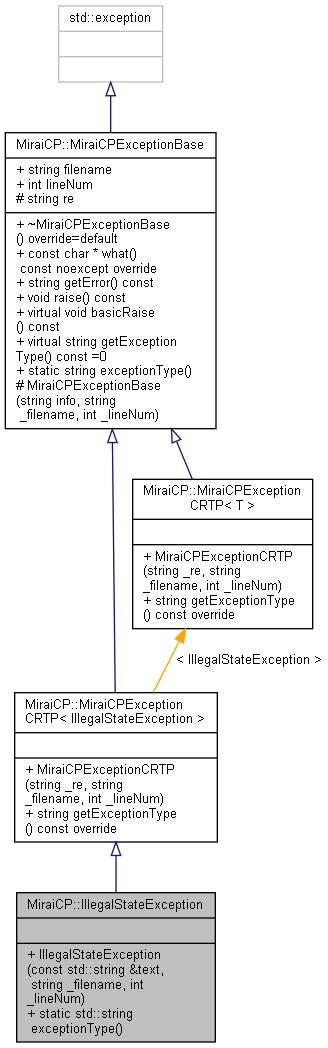 std::exception
MiraiCP::MiraiCPExceptionBase
+ string filename
+ int lineNum
# string re
+ ~MiraiCPExceptionBase
() override=default
+ const char * what()
 const noexcept override
+ string getError() const
+ void raise() const
+ virtual void basicRaise
() const
+ virtual string getException
Type() const =0
+ static string exceptionType()
# MiraiCPExceptionBase
(string info, string
 _filename, int _lineNum)
MiraiCP::MiraiCPException
CRTP< T >
+ MiraiCPExceptionCRTP
(string _re, string
_filename, int _lineNum)
+ string getExceptionType
() const override
< IllegalStateException >
MiraiCP::MiraiCPException
CRTP< IllegalStateException >
+ MiraiCPExceptionCRTP
(string _re, string
_filename, int _lineNum)
+ string getExceptionType
() const override
MiraiCP::IllegalStateException
+ IllegalStateException
(const std::string &text,
 string _filename, int
_lineNum)
+ static std::string
 exceptionType()